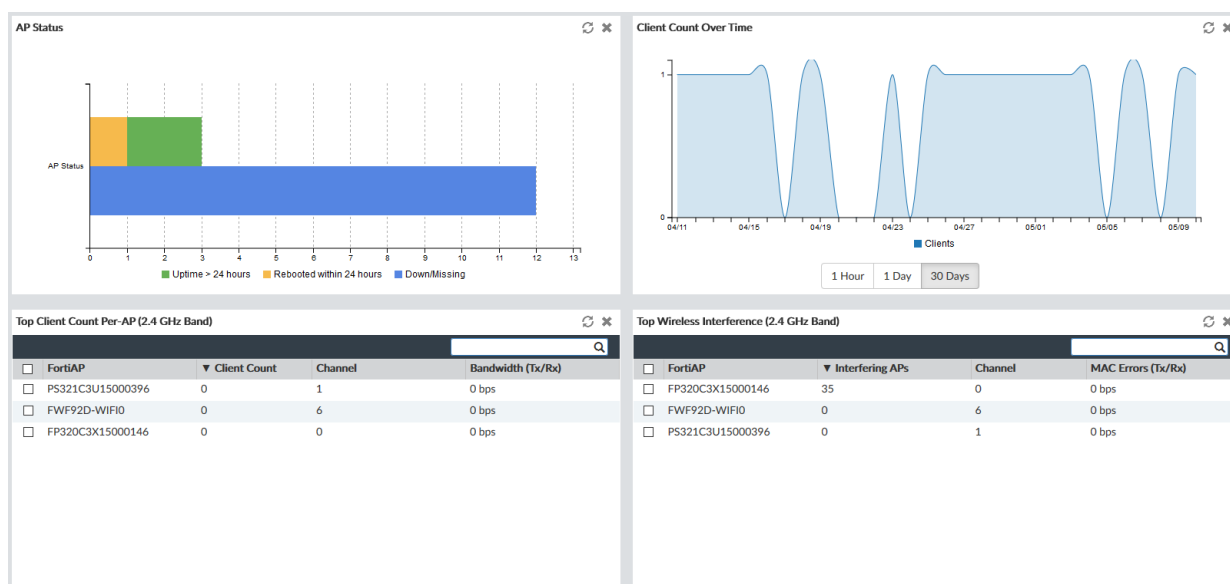 AP Status
AP Status
0 1 2 3 4 5 6 7 8 9 10 11 12 13
Uptime > 24 hours Rebooted within 24 hours Down/Missing
Client Count Over Time
1
0
04/11 04/15 04/19 04/23 04/27 05/01 05/05 05/09
Clients
1 Hour 1 Day 30 Days
Top Client Count Per-AP (2.4 GHz Band)
FortiAP ▼ Client Count Channel Bandwidth (Tx/Rx)
PS321C3U15000396 0 1 0 bps
FWF92D-WIFI0 0 6 0 bps
FP320C3X15000146 0 0 0 bps
Top Wireless Interference (2.4 GHz Band)
FortiAP ▼ Interfering APs Channel MAC Errors (Tx/Rx)
FP320C3X15000146 35 0 0 bps
FWF92D-WIFI0 0 6 0 bps
PS321C3U15000396 0 1 0 bps